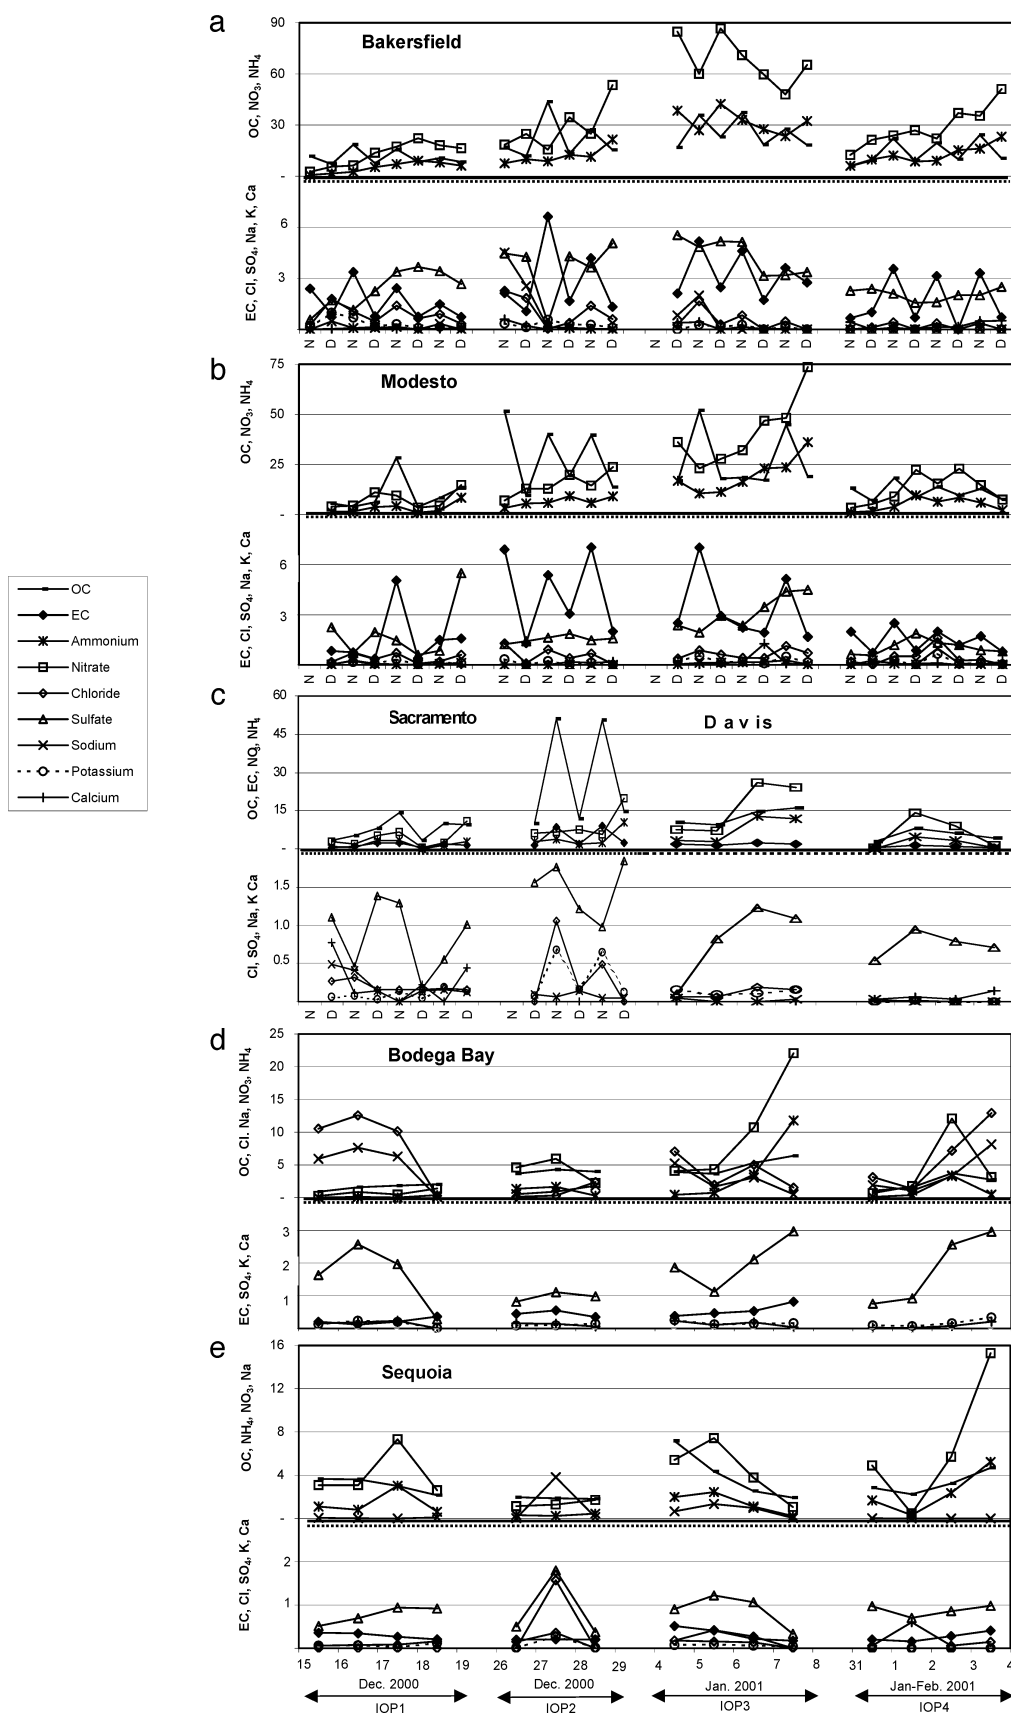 a
Bakersfield
OC, NO3, NH4
90
60
30
-
EC, Cl, SO4, Na, K, Ca
6
3
N D N D N D N D
N D N D N D
N D N D N D N D
N D N D N D N D
b
Modesto
OC, NO3, NH4
75
50
25
-
EC, Cl, SO4, Na, K, Ca
6
3
N D N D N D N D
N D N D N D
N D N D N D N D
N D N D N D N D
OC
EC
Ammonium
Nitrate
Chloride
Sulfate
Sodium
Potassium
Calcium
c
Sacramento
Davis
OC, EC, NO3, NH4
60
45
30
15
-
Cl, SO4, Na, K Ca
1.5
1.0
0.5
N D N D N D N D
N D N D N D
d
Bodega Bay
OC, Cl. Na, NO3, NH4
25
20
15
10
5
-
EC, SO4, K, Ca
3
2
1
e
Sequoia
OC, NH4, NO3, Na
16
12
8
4
-
EC, Cl, SO4, K, Ca
2
1
15 16 17 18 19 26 27 28 29 4 5 6 7 8 31 1 2 3 4
Dec. 2000 Dec. 2000 Jan. 2001 Jan-Feb. 2001
IOP1 IOP2 IOP3 IOP4